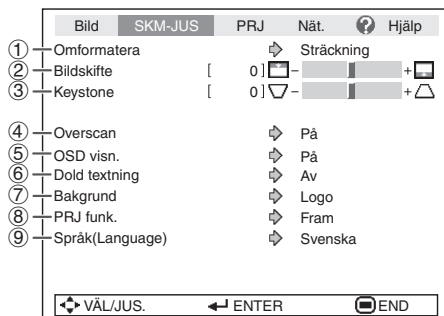 Bild SKM-JUS PRJ Nät. ? Hjälp
① Omformatera Sträckning
② Bildskifte [ 0 ] − +
③ Keystone [ 0 ] − +
④ Overscan På
⑤ OSD visn. På
⑥ Dold textning Av
⑦ Bakgrund Logo
⑧ PRJ funk. Fram
⑨ Språk(Language) Svenska
VÄL/JUS. ENTER END